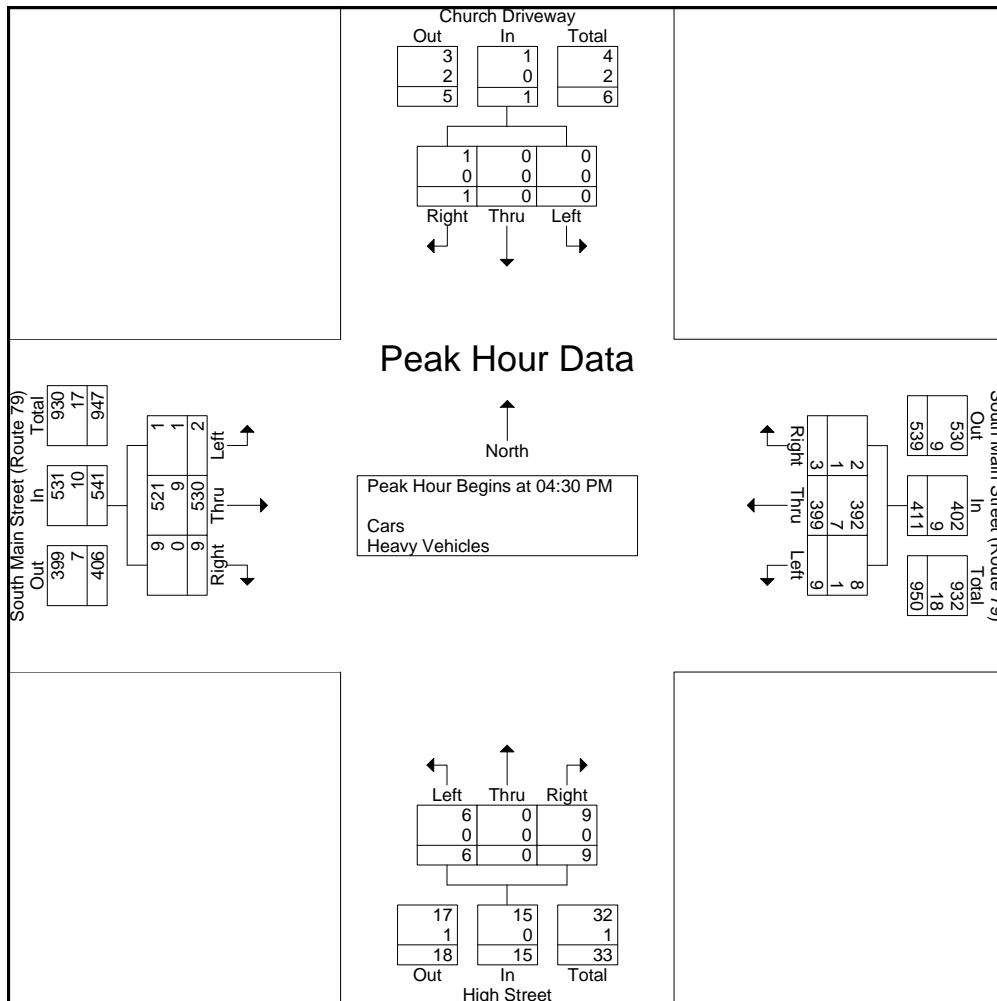 Church Driveway
Out In Total
3 1 4
2 0 2
5 1 6
1 0 0
0 0 0
1 0 0
Right Thru Left
Peak Hour Data
North
Peak Hour Begins at 04:30 PM
Cars
Heavy Vehicles
South Main Street (Route 79)
Out In Total
399 531 930
7 10 17
406 541 947
Right Thru Left
9 521 1
0 9 1
9 530 2
South Main Street (Route 79)
Out In Total
530 402 932
9 9 18
539 411 950
2 392 8
1 7 1
3 399 9
Right Thru Left
Left Thru Right
6 0 9
0 0 0
6 0 9
17 15 32
1 0 1
18 15 33
Out In Total
High Street